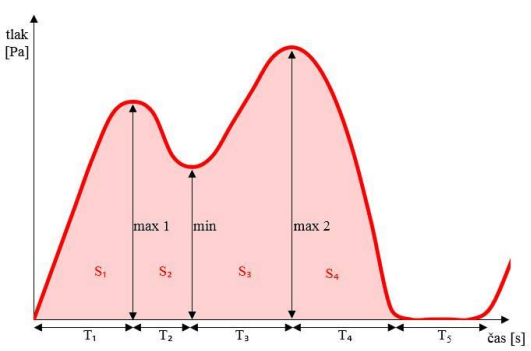 tlak
[Pa]
max 1
min
max 2
S₁
S₂
S₃
S₄
T₁
T₂
T₃
T₄
T₅
čas [s]